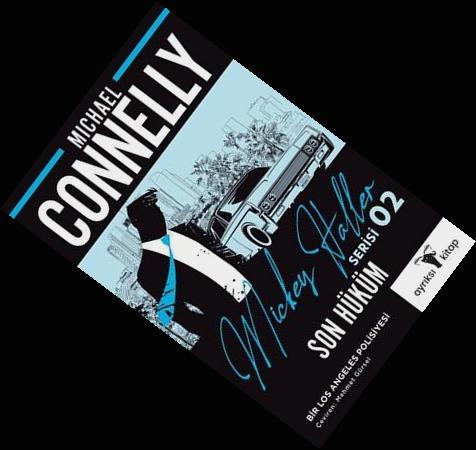 MICHAEL
CONNELLY
Mickey Haller
SERİSİ 02
SON HÜKÜM
BİR LOS ANGELES POLİSİYESİ
Çeviren: Mehmet Gürsel
ayrıksı
kitap